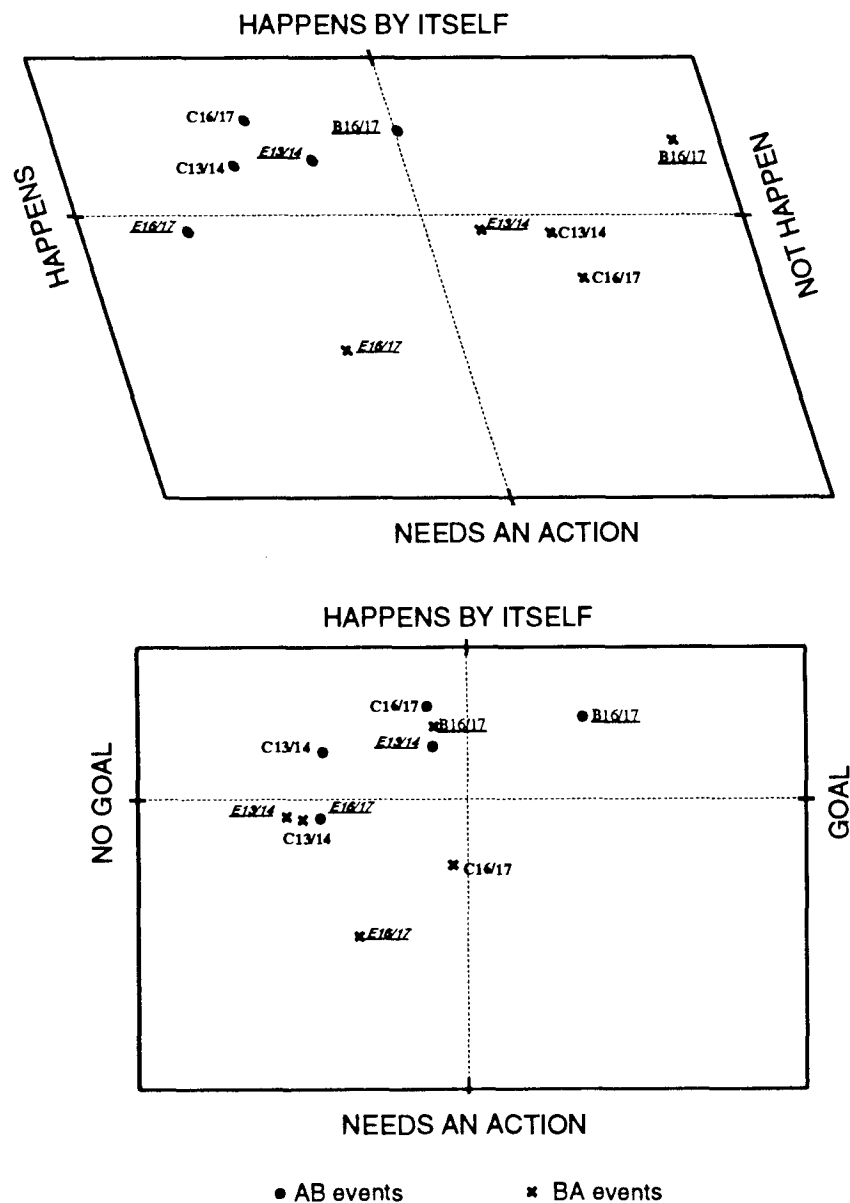 HAPPENS BY ITSELF
C16/17
B16/17
B16/17
E13/14
C13/14
HAPPENS
NOT HAPPEN
E16/17
E13/14
C13/14
C16/17
E16/17
NEEDS AN ACTION
HAPPENS BY ITSELF
C16/17
B16/17
B16/17
E13/14
C13/14
NO GOAL
GOAL
E13/14
E16/17
C13/14
C16/17
E16/17
NEEDS AN ACTION
AB events
BA events